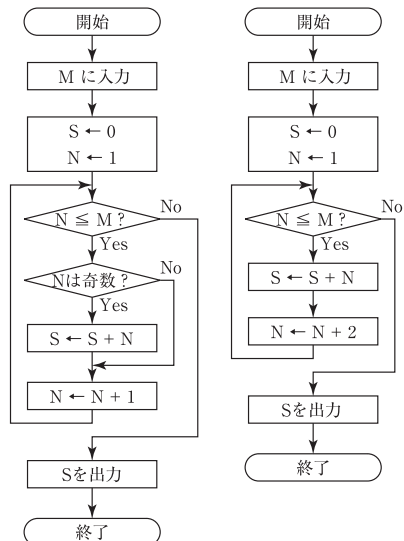 開始
M に入力
S ← 0
N ← 1
N ≦ M ?
No
Yes
Nは奇数 ?
No
Yes
S ← S + N
N ← N + 1
Sを出力
終了
開始
M に入力
S ← 0
N ← 1
N ≦ M ?
No
Yes
S ← S + N
N ← N + 2
Sを出力
終了